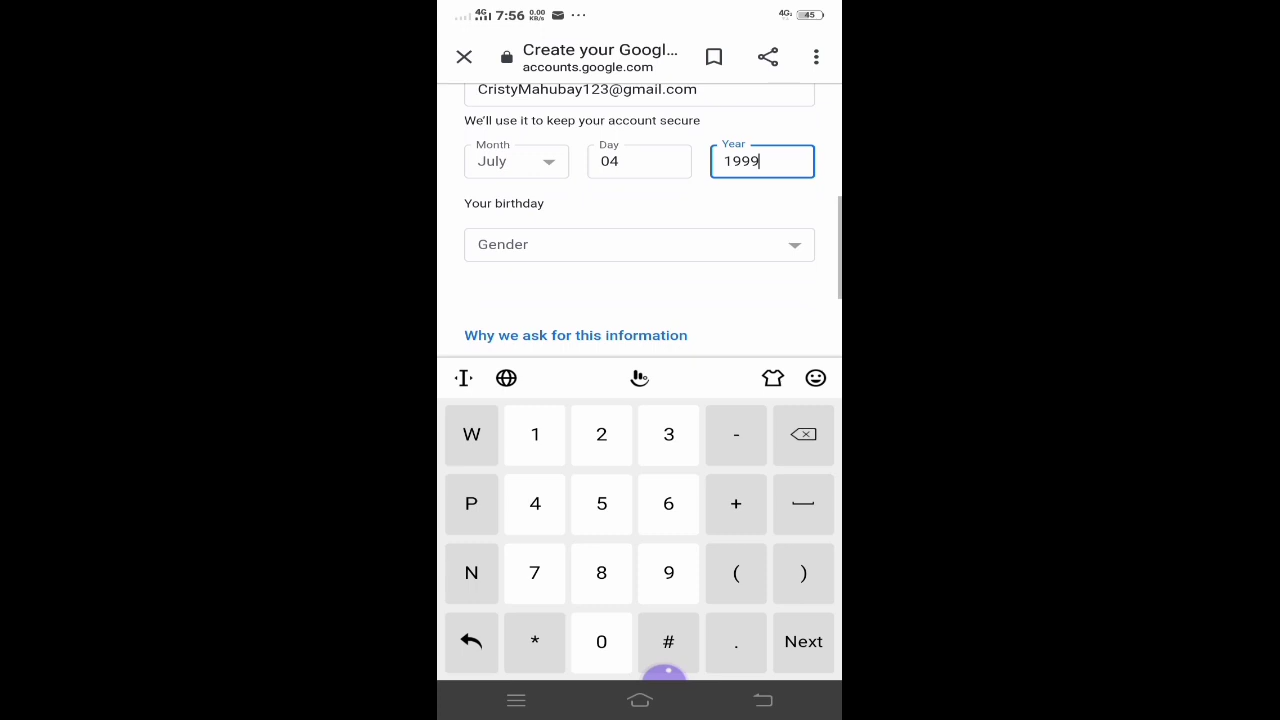 4G 7:56 0.00 KB/s ... 4G 45
Create your Googl...
accounts.google.com
CristyMahubay123@gmail.com
We'll use it to keep your account secure
Month Day Year
July 04 1999
Your birthday
Gender
Why we ask for this information
W 1 2 3 -
P 4 5 6 +
N 7 8 9 ( )
* 0 # . Next